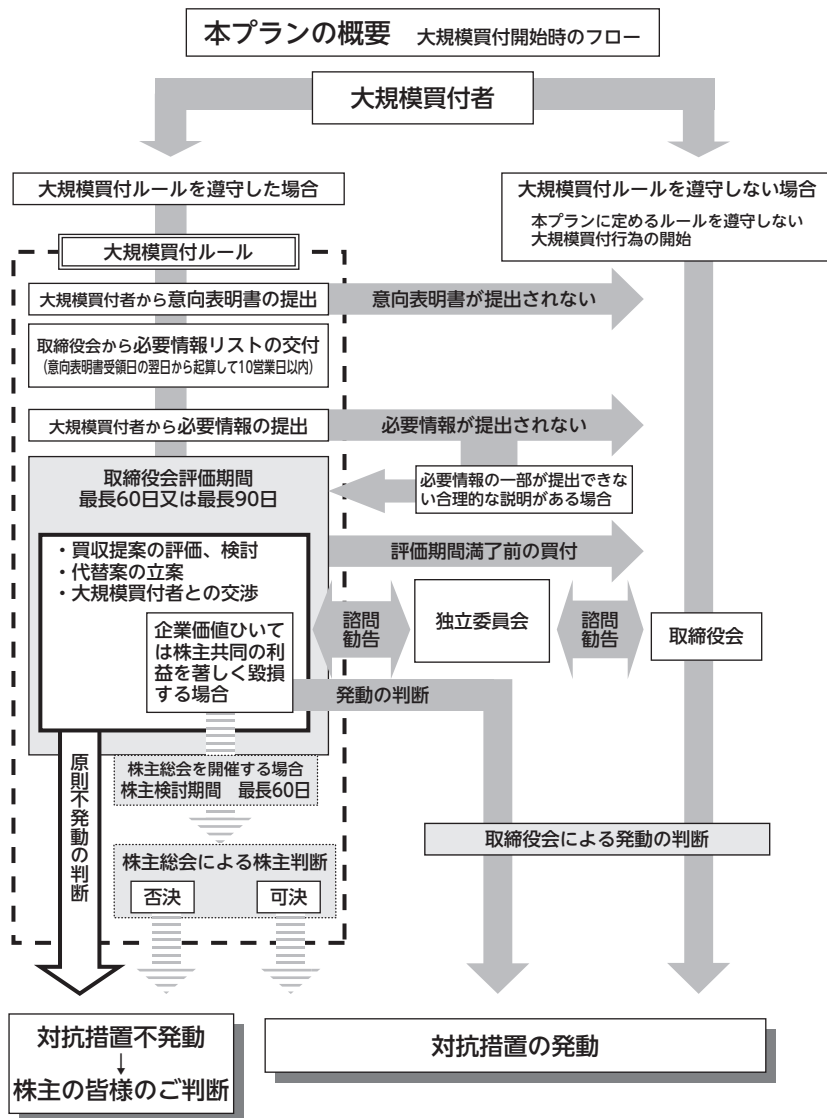 本プランの概要 大規模買付開始時のフロー
大規模買付者
大規模買付ルールを遵守した場合
大規模買付ルールを遵守しない場合
本プランに定めるルールを遵守しない
大規模買付行為の開始
大規模買付ルール
大規模買付者から意向表明書の提出
意向表明書が提出されない
取締役会から必要情報リストの交付
(意向表明書受領日の翌日から起算して10営業日以内)
大規模買付者から必要情報の提出
必要情報が提出されない
取締役会評価期間
最長60日又は最長90日
必要情報の一部が提出できな
い合理的な説明がある場合
・買収提案の評価、検討
・代替案の立案
・大規模買付者との交渉
評価期間満了前の買付
企業価値ひいて
は株主共同の利
益を著しく毀損
する場合
諮問
勧告
独立委員会
諮問
勧告
取締役会
発動の判断
原則不発動の判断
株主総会を開催する場合
株主検討期間 最長60日
取締役会による発動の判断
株主総会による株主判断
否決
可決
対抗措置不発動
↓
株主の皆様のご判断
対抗措置の発動